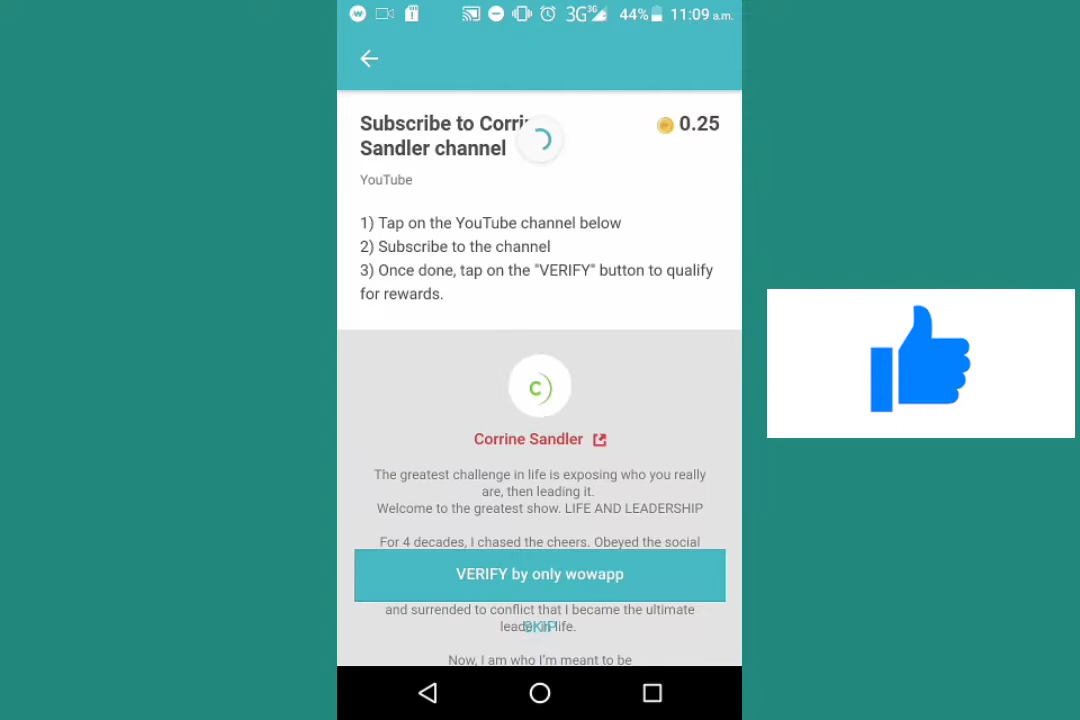 3G 3G 44% 11:09 a.m.
Subscribe to Corri
Sandler channel
0.25
YouTube
1) Tap on the YouTube channel below
2) Subscribe to the channel
3) Once done, tap on the "VERIFY" button to qualify
for rewards.
Corrine Sandler
The greatest challenge in life is exposing who you really
are, then leading it.
Welcome to the greatest show. LIFE AND LEADERSHIP
For 4 decades, I chased the cheers. Obeyed the social
VERIFY by only wowapp
and surrendered to conflict that I became the ultimate
leader in life.
SKIP
Now, I am who I'm meant to be